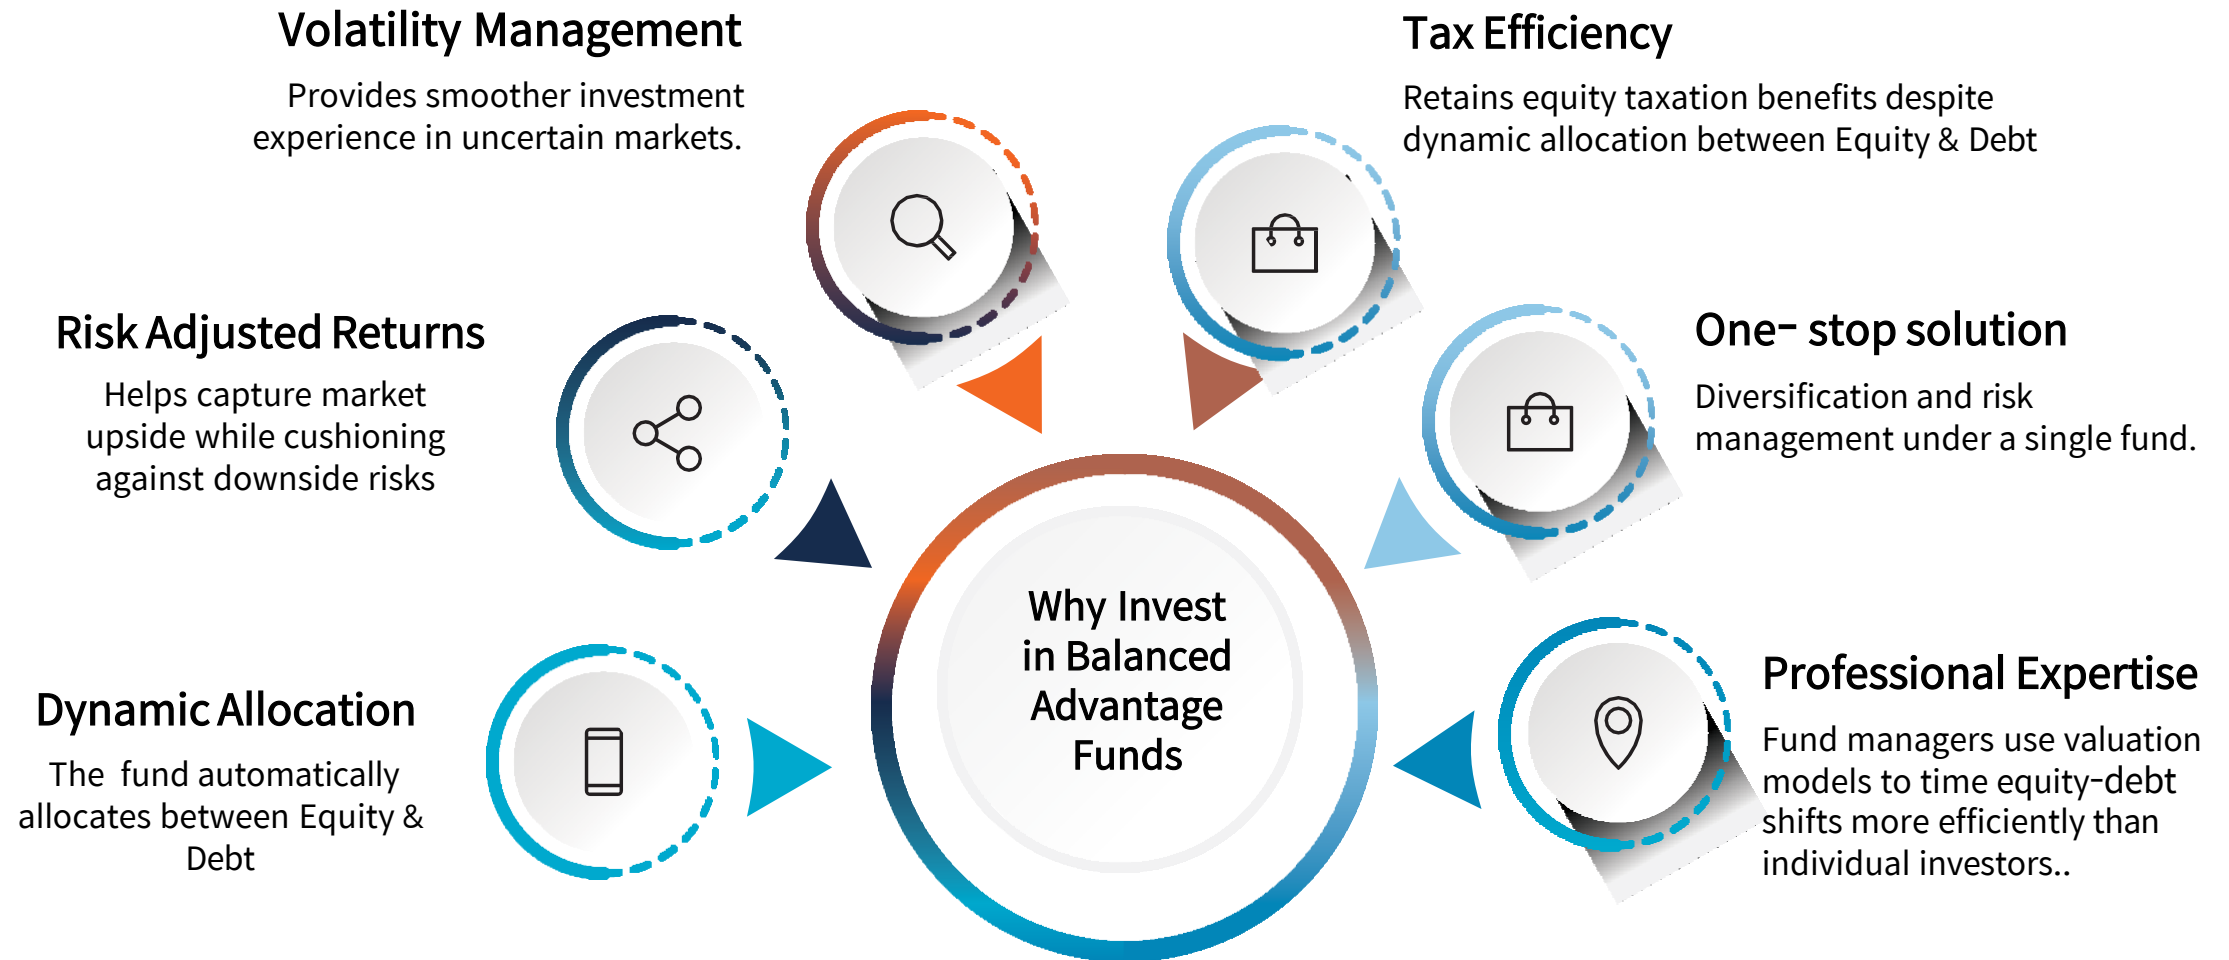 Volatility Management
Provides smoother investment
experience in uncertain markets.
Tax Efficiency
Retains equity taxation benefits despite
dynamic allocation between Equity & Debt
Risk Adjusted Returns
Helps capture market
upside while cushioning
against downside risks
One- stop solution
Diversification and risk
management under a single fund.
Why Invest
in Balanced
Advantage
Funds
Dynamic Allocation
The fund automatically
allocates between Equity &
Debt
Professional Expertise
Fund managers use valuation
models to time equity-debt
shifts more efficiently than
individual investors..